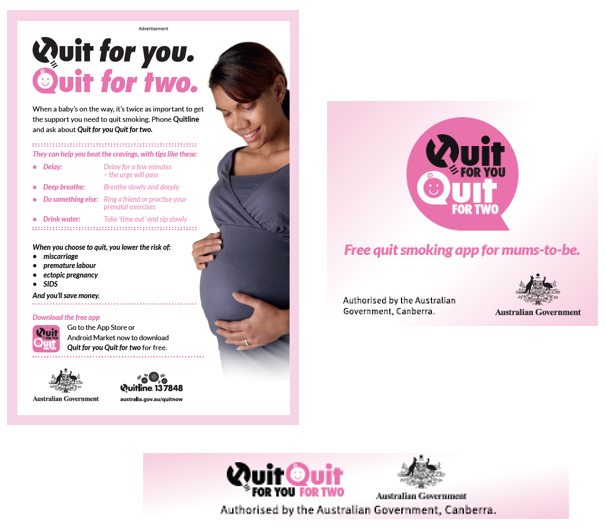 Advertisement
Quit for you.
Quit for two.
When a baby's on the way, it's twice as important to get
the support you need to quit smoking. Phone Quitline
and ask about Quit for you Quit for two.
They can help you beat the cravings, with tips like these:
● Delay: Delay for a few minutes
– the urge will pass
● Deep breathe: Breathe slowly and deeply
● Do something else: Ring a friend or practise your
prenatal exercises
● Drink water: Take 'time out' and sip slowly
When you choose to quit, you lower the risk of:
● miscarriage
● premature labour
● ectopic pregnancy
● SIDS
And you'll save money.
Download the free app
Go to the App Store or
Android Market now to download
Quit for you Quit for two for free.
Quit
FOR YOU
Quit
FOR TWO
Australian Government
Quitline 13 7848
australia.gov.au/quitnow
Quit
FOR YOU
Quit
FOR TWO
Free quit smoking app for mums-to-be.
Authorised by the Australian
Government, Canberra.
Australian Government
Quit Quit
FOR YOU FOR TWO
Australian Government
Authorised by the Australian Government, Canberra.